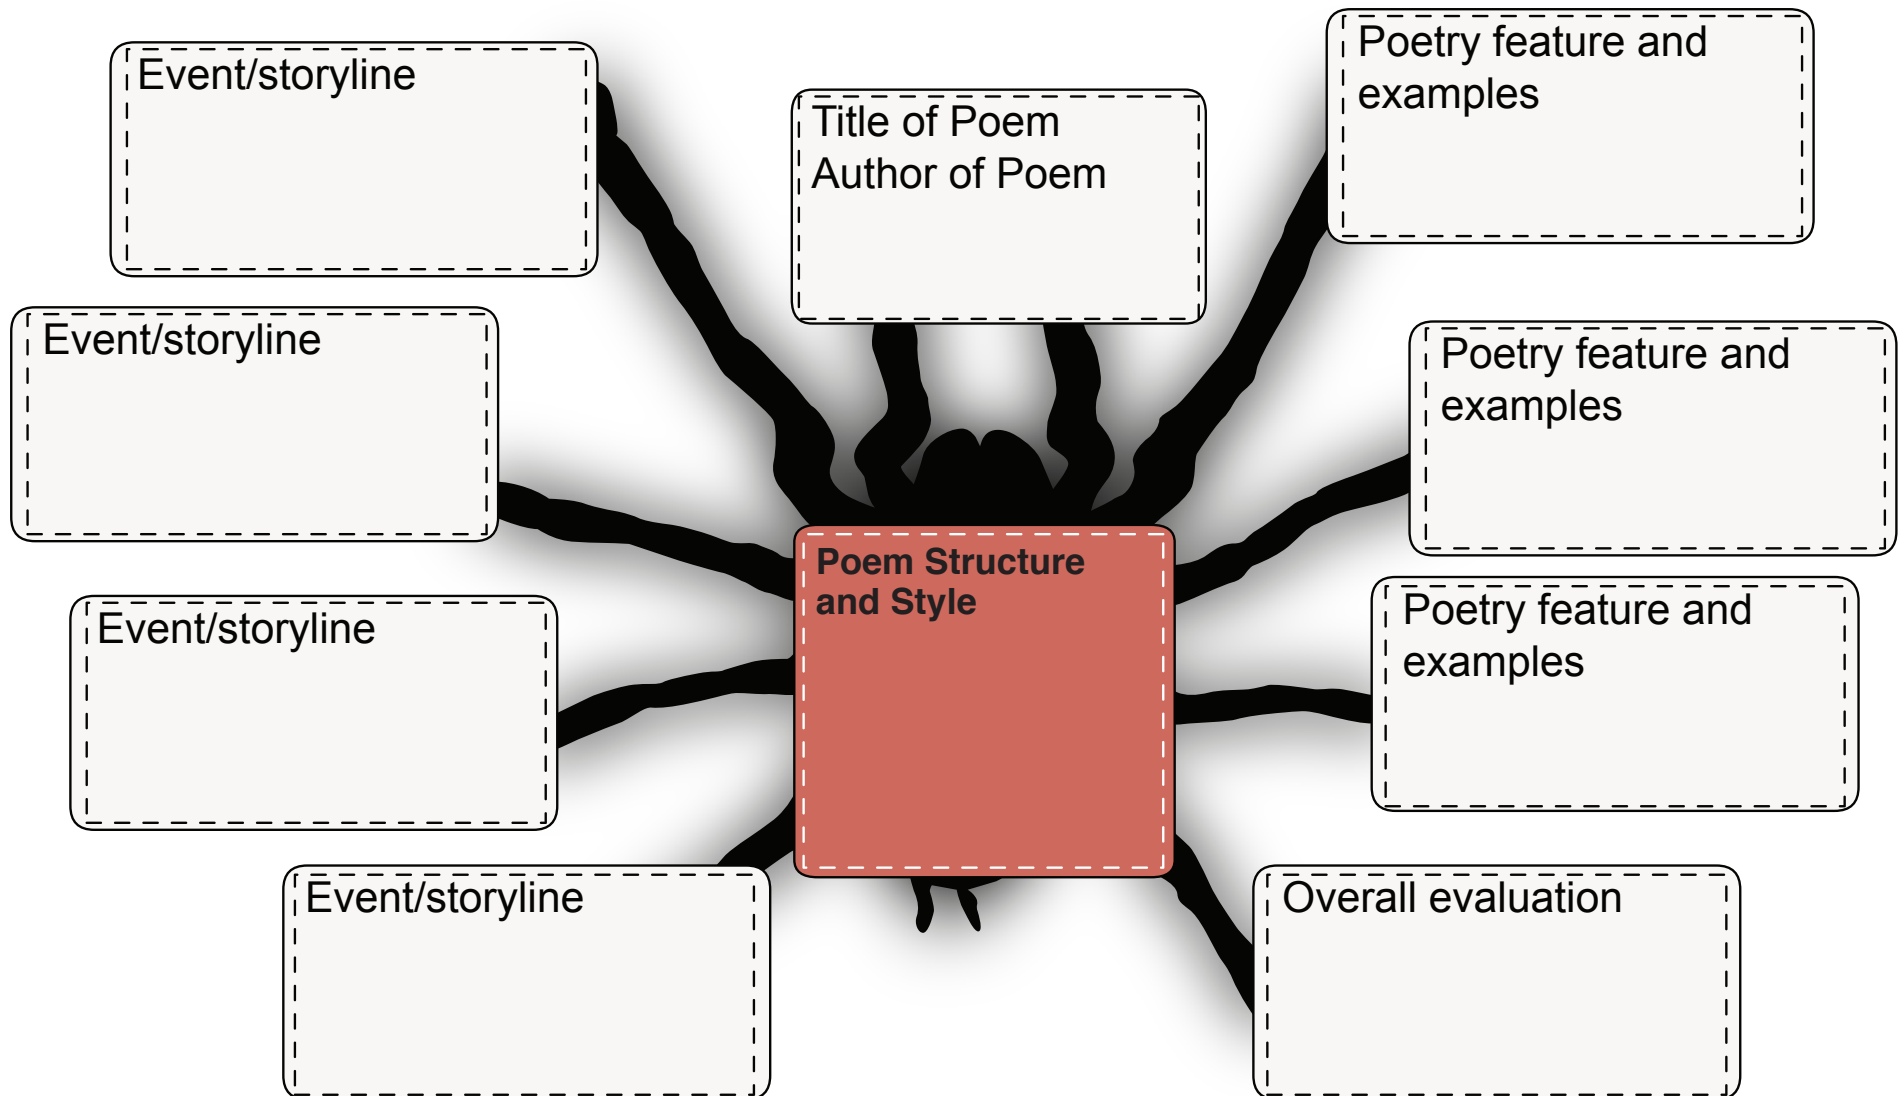 Event/storyline
Title of Poem
Author of Poem
Poetry feature and
examples
Event/storyline
Poetry feature and
examples
Poem Structure
and Style
Event/storyline
Poetry feature and
examples
Event/storyline
Overall evaluation